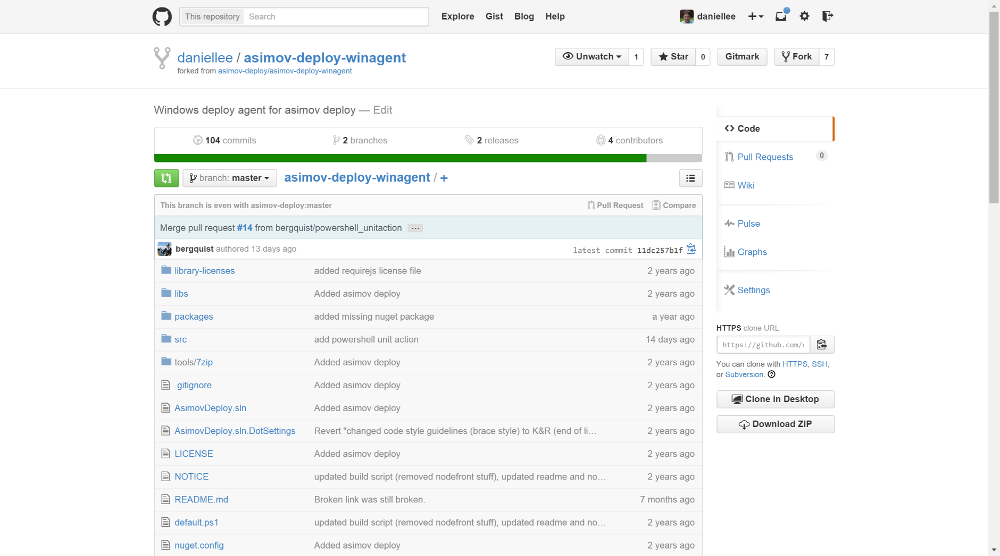 This repository Search Explore Gist Blog Help daniellee
daniellee / asimov-deploy-winagent Unwatch 1 Star 0 Gitmark Fork 7
forked from asimov-deploy/asimov-deploy-winagent
Windows deploy agent for asimov deploy — Edit
104 commits 2 branches 2 releases 4 contributors
branch: master asimov-deploy-winagent / +
This branch is even with asimov-deploy:master Pull Request Compare
Merge pull request #14 from bergquist/powershell_unitaction ...
bergquist authored 13 days ago latest commit 11dc257b1f
library-licenses added requirejs license file 2 years ago
libs Added asimov deploy 2 years ago
packages added missing nuget package a year ago
src add powershell unit action 14 days ago
tools/7zip Added asimov deploy 2 years ago
.gitignore Added asimov deploy 2 years ago
AsimovDeploy.sln Added asimov deploy 2 years ago
AsimovDeploy.sln.DotSettings Revert "changed code style guidelines (brace style) to K&R (end of li… 2 years ago
LICENSE Added asimov deploy 2 years ago
NOTICE updated build script (removed nodefront stuff), updated readme and no… 2 years ago
README.md Broken link was still broken. 7 months ago
default.ps1 updated build script (removed nodefront stuff), updated readme and no… 2 years ago
nuget.config Added asimov deploy 2 years ago
Code
Pull Requests 0
Wiki
Pulse
Graphs
Settings
HTTPS clone URL
https://github.com/
You can clone with HTTPS, SSH,
or Subversion.
Clone in Desktop
Download ZIP